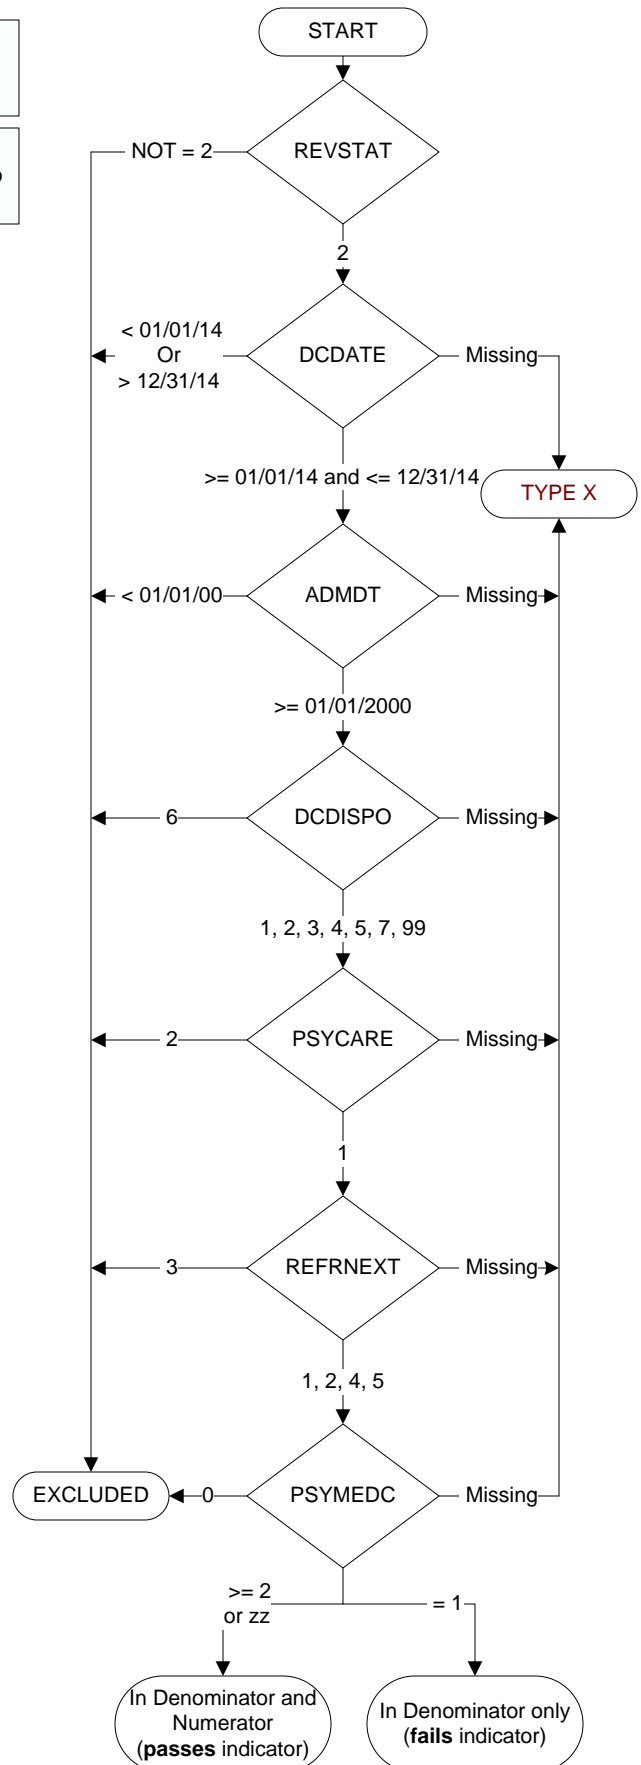 START
REVSTAT
NOT = 2
2
< 01/01/14
Or
> 12/31/14
DCDATE
Missing
>= 01/01/14 and <= 12/31/14
TYPE X
< 01/01/00
ADMDT
Missing
>= 01/01/2000
6
DCDISPO
Missing
1, 2, 3, 4, 5, 7, 99
2
PSYCARE
Missing
1
3
REFRNEXT
Missing
1, 2, 4, 5
EXCLUDED
0
PSYMEDC
Missing
>= 2
or zz
= 1
In Denominator and
Numerator
(passes indicator)
In Denominator only
(fails indicator)